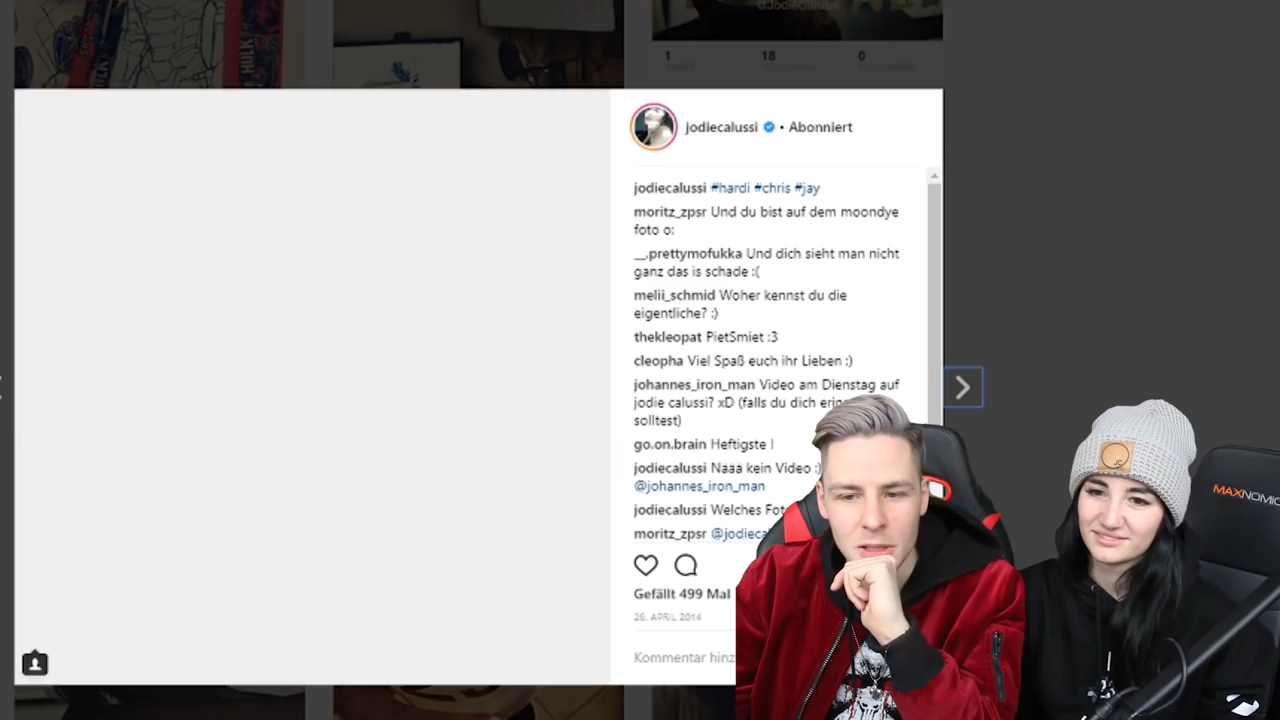 HULK
@JodieCalussi
1 18 0
jodiecalussi • Abonniert
jodiecalussi #hardi #chris #jay
moritz_zpsr Und du bist auf dem moondye
foto o:
__.prettymofukka Und dich sieht man nicht
ganz das is schade :(
melii_schmid Woher kennst du die
eigentliche? :)
thekleopat PietSmiet :3
cleopha Viel Spaß euch ihr Lieben :)
johannes_iron_man Video am Dienstag auf
jodie calussi? xD (falls du dich
solltest)
go.on.brain Heftigste !
jodiecalussi Naaa kein Video :)
@johannes_iron_man
jodiecalussi Welches
moritz_zpsr
Gefällt 499 Mal
26. APRIL 2014
Kommentar
JC
MAXNOMIC